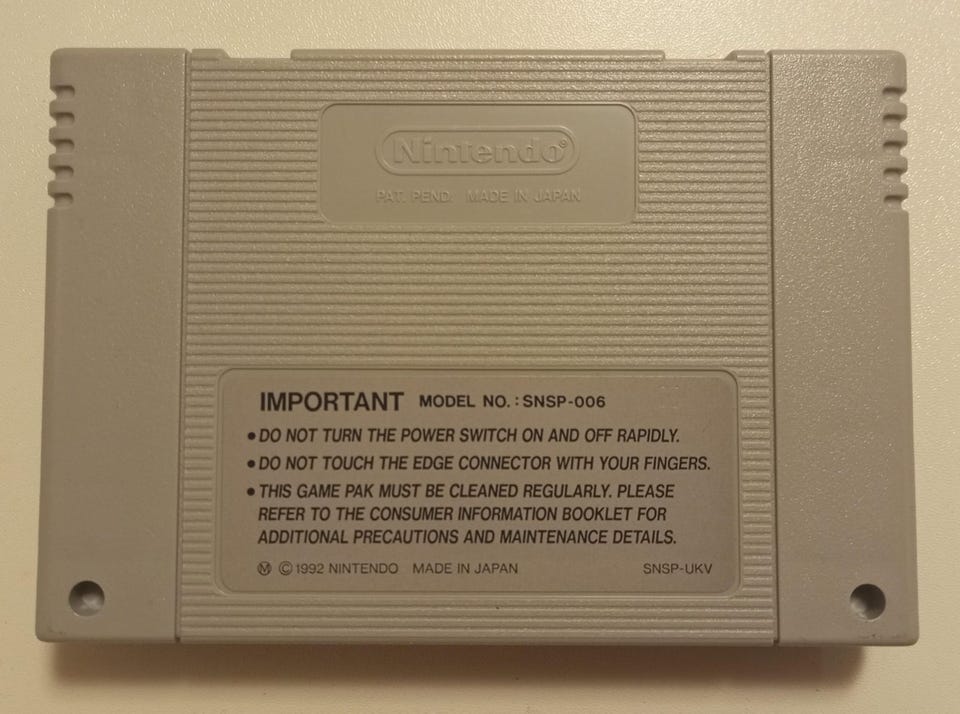 Nintendo®
PAT. PEND. MADE IN JAPAN
IMPORTANT MODEL NO. : SNSP-006
• DO NOT TURN THE POWER SWITCH ON AND OFF RAPIDLY.
• DO NOT TOUCH THE EDGE CONNECTOR WITH YOUR FINGERS.
• THIS GAME PAK MUST BE CLEANED REGULARLY. PLEASE
REFER TO THE CONSUMER INFORMATION BOOKLET FOR
ADDITIONAL PRECAUTIONS AND MAINTENANCE DETAILS.
Ⓜ © 1992 NINTENDO MADE IN JAPAN SNSP-UKV